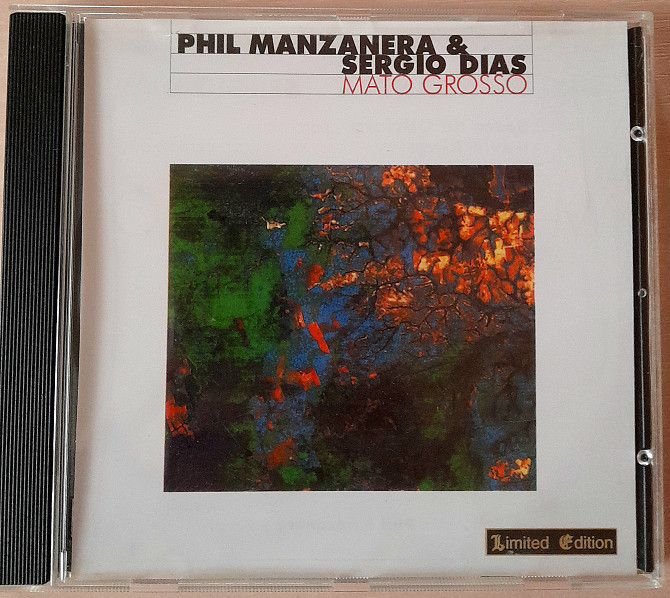 PHIL MANZANERA &
SERGIO DIAS
MATO GROSSO
Limited Edition